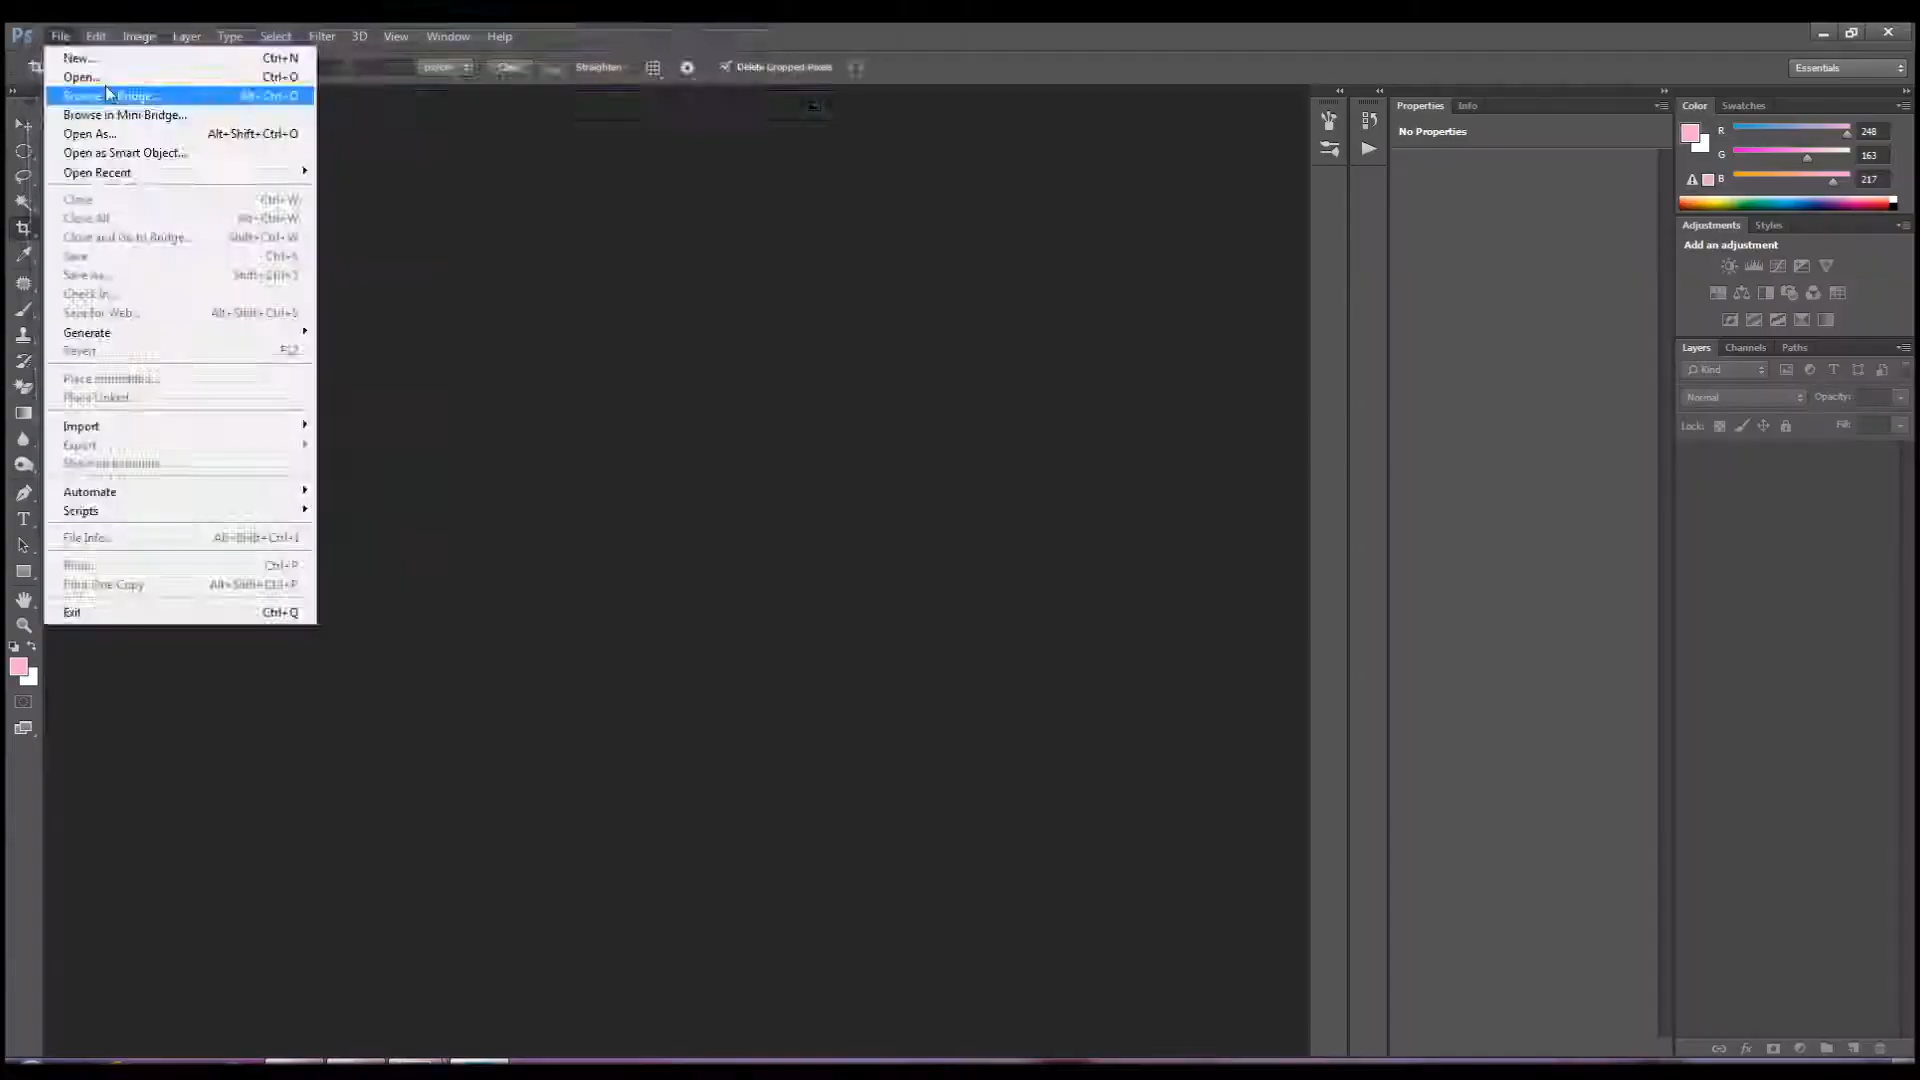 Ps File Edit Image Layer Type Select Filter 3D View Window Help
Straighten Delete Cropped Pixels Essentials
New... Ctrl+N
Open... Ctrl+O
Browse in Bridge... Alt+Ctrl+O
Browse in Mini Bridge...
Open As... Alt+Shift+Ctrl+O
Open as Smart Object...
Open Recent
Close Ctrl+W
Close All Alt+Ctrl+W
Close and Go to Bridge... Shift+Ctrl+W
Save Ctrl+S
Save As... Shift+Ctrl+S
Check In...
Save for Web... Alt+Shift+Ctrl+S
Generate
Revert F12
Place Embedded...
Place Linked...
Import
Export
Automate
Scripts
File Info... Alt+Shift+Ctrl+I
Print... Ctrl+P
Print One Copy Alt+Shift+Ctrl+P
Exit Ctrl+Q
Properties Info
No Properties
Color Swatches
R 248
G 163
B 217
Adjustments Styles
Add an adjustment
Layers Channels Paths
Kind
Normal Opacity:
Lock: Fill: